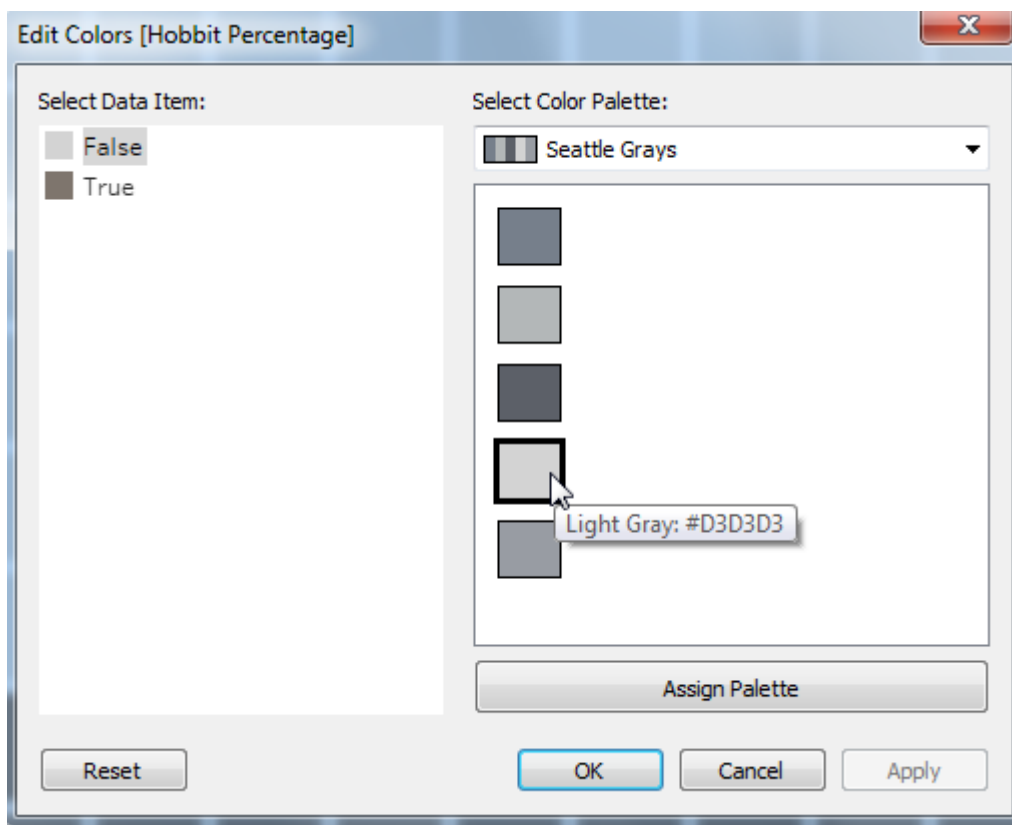 Edit Colors [Hobbit Percentage]
Select Data Item:
False
True
Select Color Palette:
Seattle Grays
Light Gray: #D3D3D3
Assign Palette
Reset
OK
Cancel
Apply